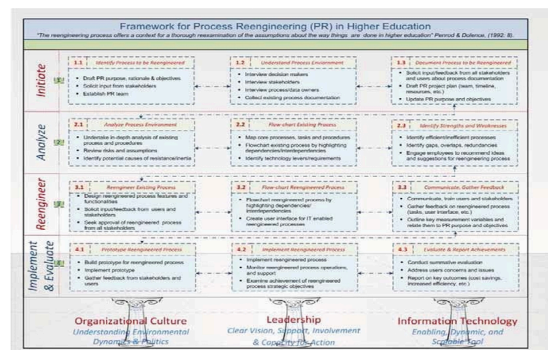 Framework for Process Reengineering (PR) in Higher Education
"The reengineering process offers a context for a thorough reexamination of the assumptions about the way things are done in higher education" Penrod & Dolence, (1992: 8).
Initiate
1.1 Identify Process to be Reengineered
• Draft PR purpose, rationale & objectives
• Solicit input from stakeholders
• Establish PR team
1.2 Understand Process Environment
• Interview decision makers
• Interview stakeholders
• Interview process/data owners
• Collect existing process documentation
1.3 Document Process to be Reengineered
• Solicit input/feedback from all stakeholders
and users about process documentation
• Draft PR project plan (team, timeline,
resources, etc.)
• Update PR purpose and objectives
Analyze
2.1 Analyze Process Environment
• Undertake in-depth analysis of existing
process and procedures
• Review risks and assumptions
• Identify potential causes of resistance/inertia
2.2 Flow-chart Existing Process
• Map core processes, tasks and procedures
• Flowchart existing process by highlighting
dependencies/interdependencies
• Identify technology levels/requirements
2.3 Identify Strengths and Weaknesses
• Identify efficient/inefficient processes
• Identify gaps, overlaps, redundancies
• Engage employees to recommend ideas
and suggestions for reengineering process
Reengineer
3.1 Reengineer Existing Process
• Design reengineered process features and
functionalities
• Solicit input/feedback from users and
stakeholders
• Seek approval of reengineered process
from all stakeholders
3.2 Flow-chart Reengineered Process
• Flowchart reengineered process by
highlighting dependencies/
interdependencies
• Create user interface for IT enabled
reengineered processes
3.3 Communicate, Gather Feedback
• Communicate, train users and stakeholders
• Gather feedback on reengineered process
(tasks, user interface, etc.)
• Outline key measurement variables and
relate them to PR purpose and objectives
Implement
& Evaluate
4.1 Prototype Reengineered Process
• Build prototype for reengineered process
• Implement prototype
• Gather feedback from stakeholders and
users
4.2 Implement Reengineered Process
• Implement reengineered process
• Monitor reengineered process operations,
and support
• Examine achievement of reengineered
process strategic objectives
4.3 Evaluate & Report Achievements
• Conduct summative evaluation
• Address users concerns and issues
• Report on key outcomes (cost savings,
increased efficiency, etc.)
Organizational Culture
Understanding Environmental
Dynamics & Politics
Leadership
Clear Vision, Support, Involvement
& Capacity for Action
Information Technology
Enabling, Dynamic, and
Scalable Tool